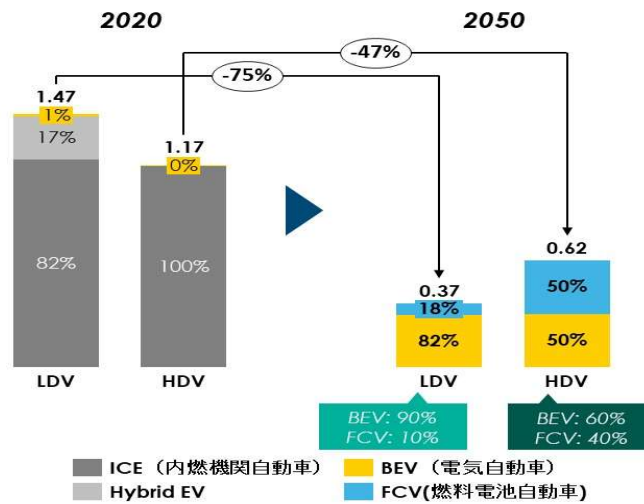 2020
2050
-47%
-75%
1.47
1%
17%
82%
1.17
0%
100%
0.37
18%
82%
0.62
50%
50%
LDV
HDV
LDV
HDV
BEV: 90%
FCV: 10%
BEV: 60%
FCV: 40%
ICE（内燃機関自動車）
BEV（電気自動車）
Hybrid EV
FCV(燃料電池自動車)